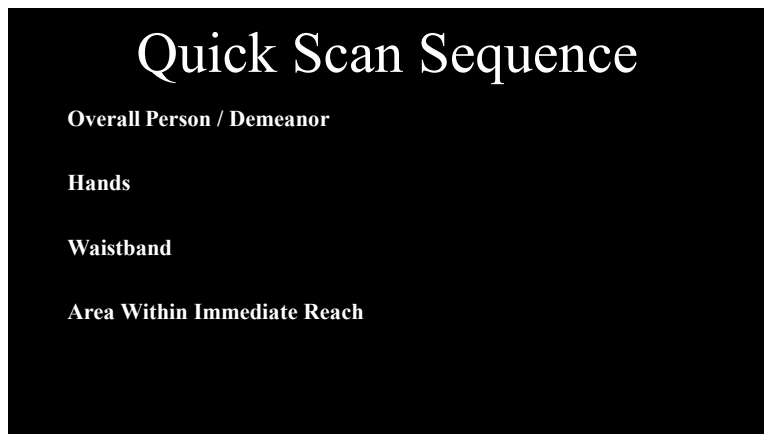 Quick Scan Sequence
Overall Person / Demeanor
Hands
Waistband
Area Within Immediate Reach